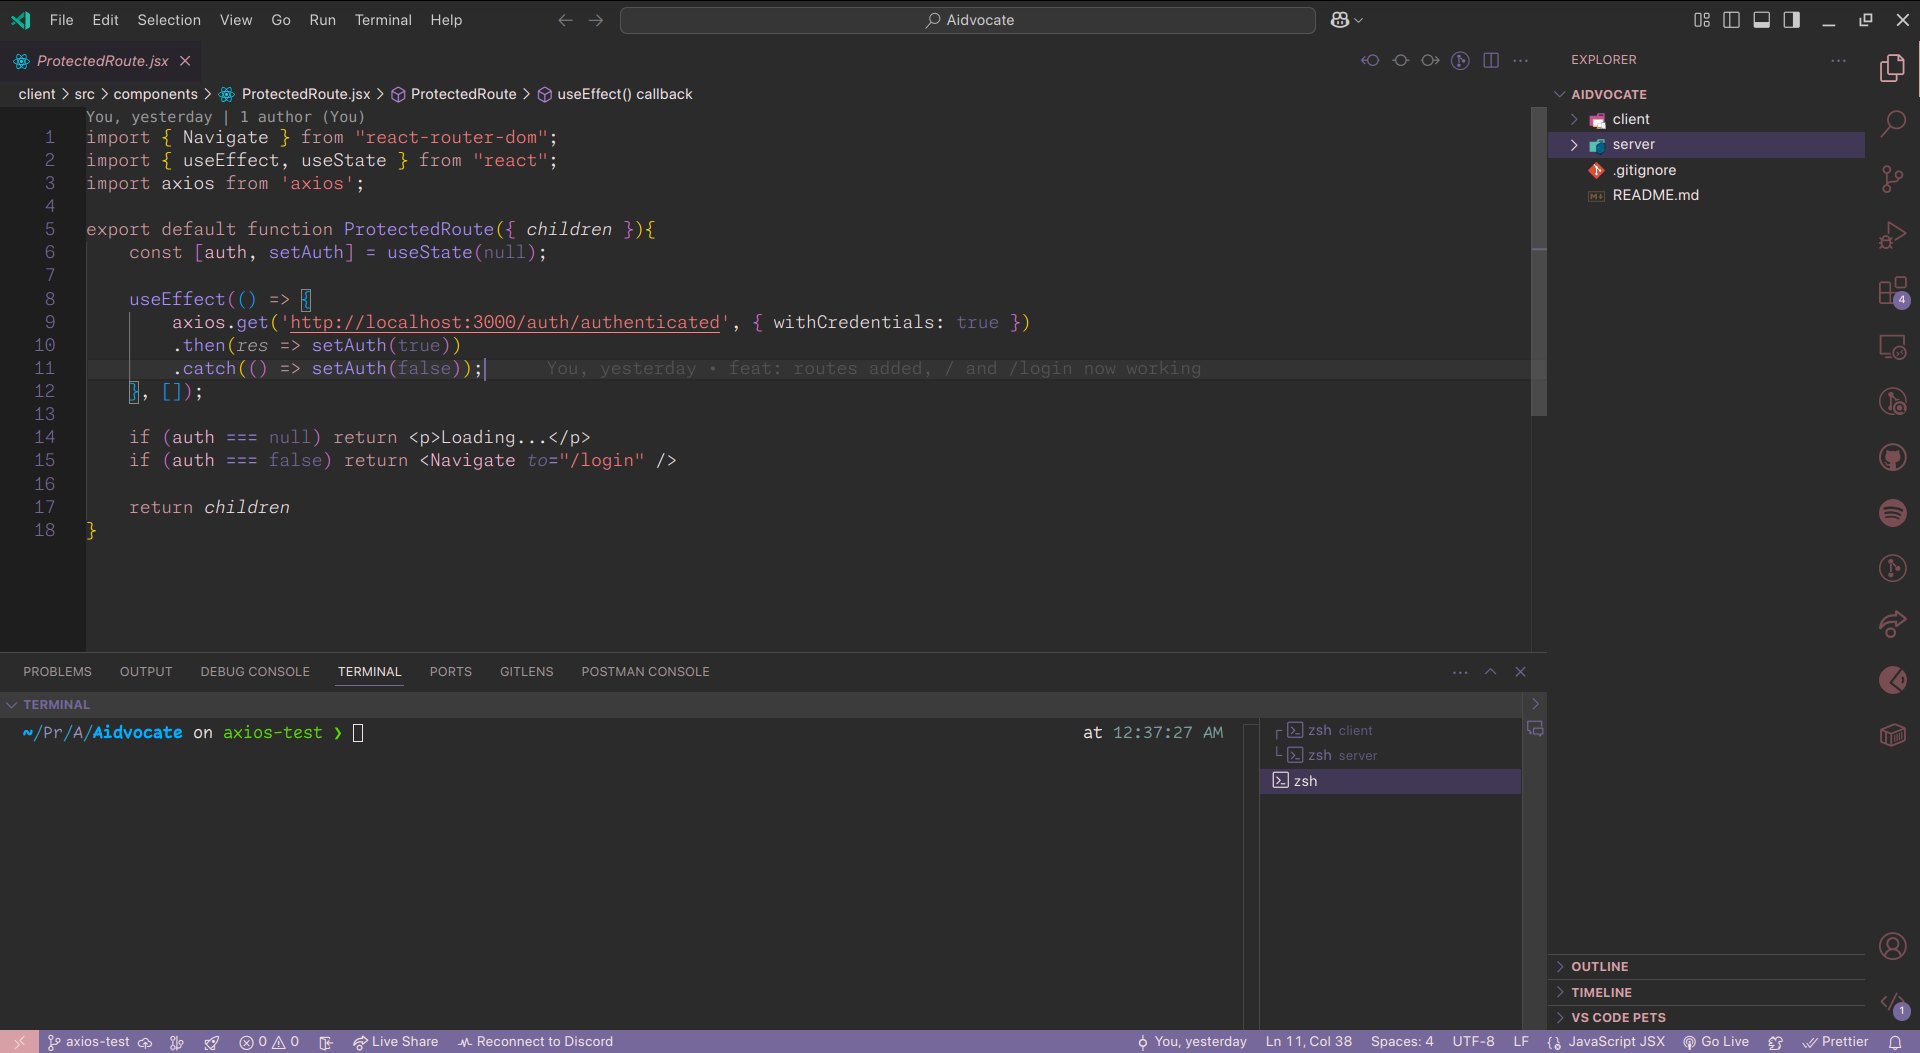 File Edit Selection View Go Run Terminal Help
Aidvocate
ProtectedRoute.jsx
client > src > components > ProtectedRoute.jsx > ProtectedRoute > useEffect() callback
You, yesterday | 1 author (You)
1 import { Navigate } from "react-router-dom";
2 import { useEffect, useState } from "react";
3 import axios from 'axios';
4
5 export default function ProtectedRoute({ children }){
6 const [auth, setAuth] = useState(null);
7
8 useEffect(() => {
9 axios.get('http://localhost:3000/auth/authenticated', { withCredentials: true })
10 .then(res => setAuth(true))
11 .catch(() => setAuth(false)); You, yesterday • feat: routes added, / and /login now working
12 }, []);
13
14 if (auth === null) return <p>Loading...</p>
15 if (auth === false) return <Navigate to="/login" />
16
17 return children
18 }
EXPLORER
AIDVOCATE
client
server
.gitignore
README.md
4
PROBLEMS OUTPUT DEBUG CONSOLE TERMINAL PORTS GITLENS POSTMAN CONSOLE
TERMINAL
~/Pr/A/Aidvocate on axios-test ❯ at 12:37:27 AM
zsh client
zsh server
zsh
OUTLINE
TIMELINE
VS CODE PETS
1
axios-test 0 0 Live Share Reconnect to Discord You, yesterday Ln 11, Col 38 Spaces: 4 UTF-8 LF JavaScript JSX Go Live Prettier